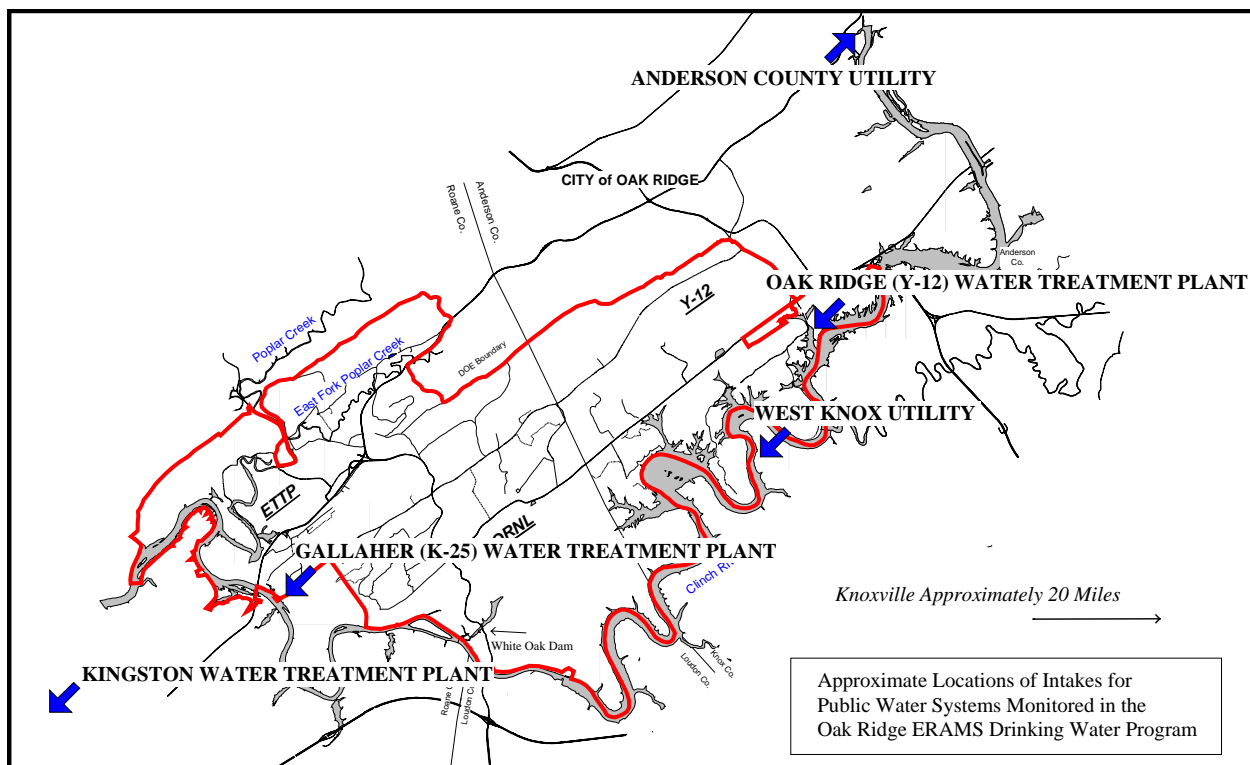 ANDERSON COUNTY UTILITY
CITY of OAK RIDGE
Anderson Co.
Roane Co.
Anderson
Co.
OAK RIDGE (Y-12) WATER TREATMENT PLANT
Y-12
Poplar Creek
DOE Boundary
East Fork Poplar Creek
WEST KNOX UTILITY
ETTP
ORNL
GALLAHER (K-25) WATER TREATMENT PLANT
Clinch Ri
Knoxville Approximately 20 Miles
White Oak Dam
Knox Co.
Loudon Co.
KINGSTON WATER TREATMENT PLANT
Roane C
Loudon Co.
Approximate Locations of Intakes for
Public Water Systems Monitored in the
Oak Ridge ERAMS Drinking Water Program